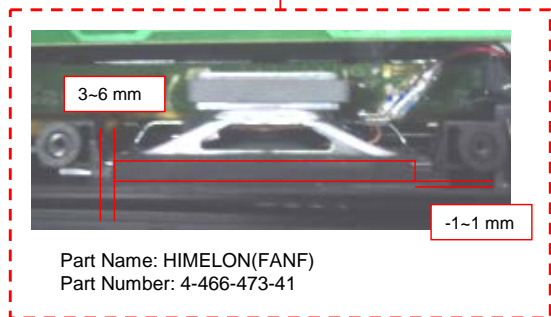 3~6 mm
-1~1 mm
Part Name: HIMELON(FANF)
Part Number: 4-466-473-41